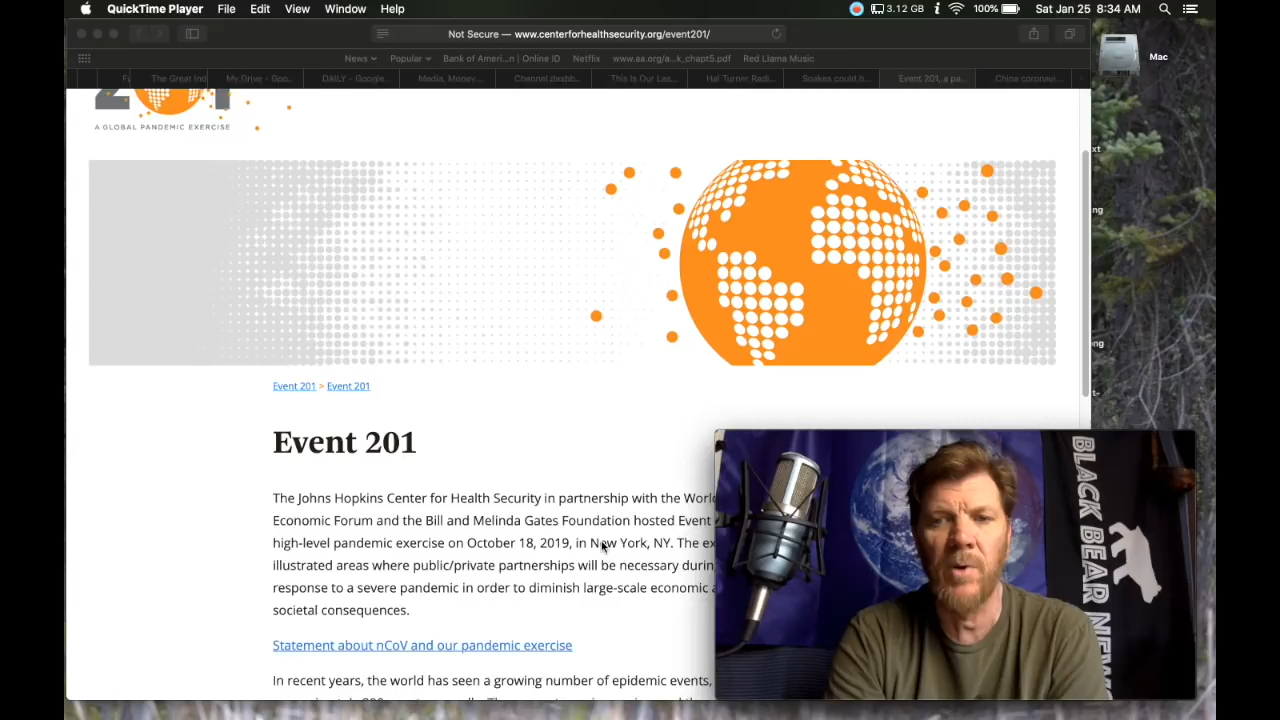 QuickTime Player File Edit View Window Help 3.12 GB 100% Sat Jan 25 8:34 AM
Mac
Not Secure — www.centerforhealthsecurity.org/event201/
News Popular Bank of Ameri...n | Online ID Netflix www.aa.org/a...k_chapt5.pdf Red Llama Music
The Great Ind My Drive - Goo... DAILY - Google... Media, Money,... Channel dashb... This Is Our Las... Hal Turner Radi... Snakes could b... Event 201, a pa... China coronavi...
201
A GLOBAL PANDEMIC EXERCISE
Event 201 > Event 201
Event 201
The Johns Hopkins Center for Health Security in partnership with the World
Economic Forum and the Bill and Melinda Gates Foundation hosted Event
high-level pandemic exercise on October 18, 2019, in New York, NY. The ex
illustrated areas where public/private partnerships will be necessary durin
response to a severe pandemic in order to diminish large-scale economic a
societal consequences.
Statement about nCoV and our pandemic exercise
In recent years, the world has seen a growing number of epidemic events,
BLACK BEAR NEWS